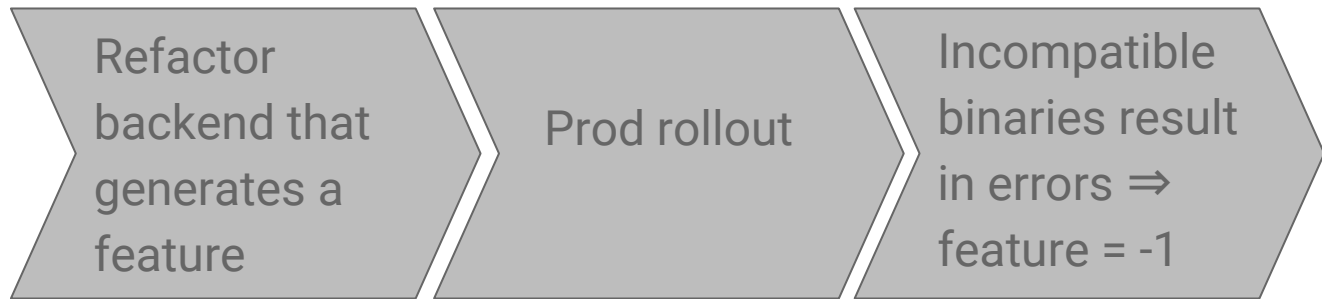 Refactor
backend that
generates a
feature
Prod rollout
Incompatible
binaries result
in errors ⇒
feature = -1